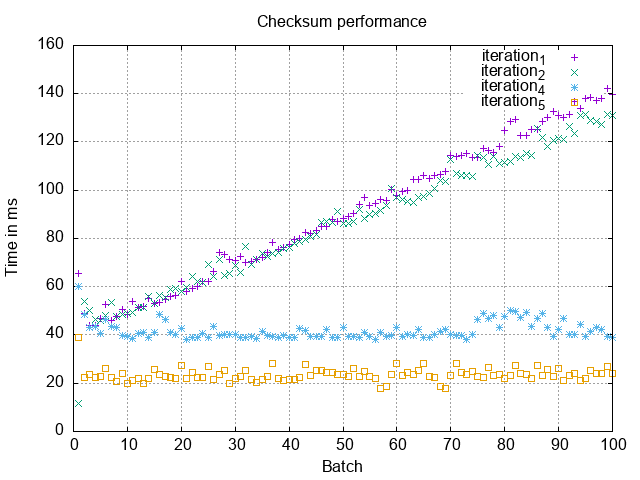 Checksum performance
160
140
120
100
80
60
40
20
0
Time in ms
iteration₁
iteration₂
iteration₄
iteration₅
0 10 20 30 40 50 60 70 80 90 100
Batch